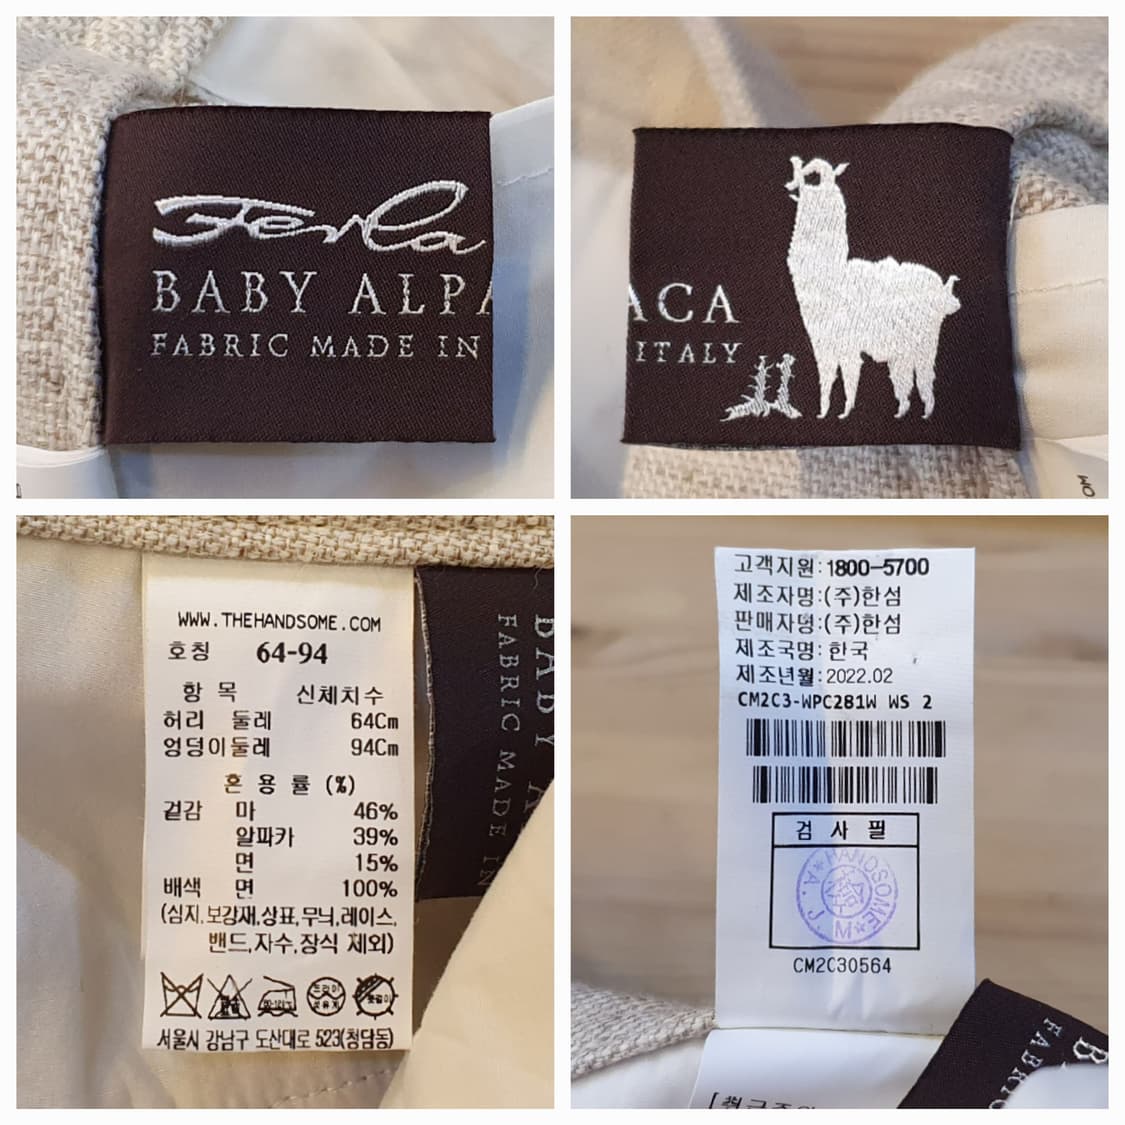 Ferla
BABY ALPA
FABRIC MADE IN
ACA
ITALY
WWW.THEHANDSOME.COM
호칭 64-94
항 목 신체치수
허리 둘레 64Cm
엉덩이둘레 94Cm
혼 용 률 (%)
겉감 마 46%
알파카 39%
면 15%
배색 면 100%
(심지,보강재,상표,무늬,레이스,
밴드,자수,장식 제외)
드라이
옷걸이
서울시 강남구 도산대로 523(청담동)
FABRIC MADE IN
고객지원: 1800-5700
제조자명:(주)한섬
판매자명:(주)한섬
제조국명: 한국
제조년월: 2022.02
CM2C3-WPC281W WS 2
검 사 필
HANDSOME
CM2C30564